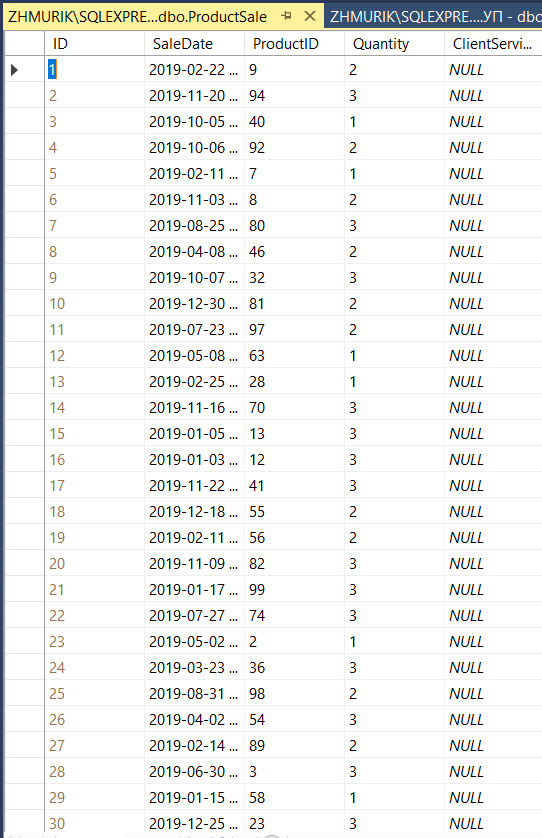 ZHMURIK\SQLEXPRE...dbo.ProductSale ZHMURIK\SQLEXPRE....УП - dbo
ID SaleDate ProductID Quantity ClientServi...
1 2019-02-22 ... 9 2 NULL
2 2019-11-20 ... 94 3 NULL
3 2019-10-05 ... 40 1 NULL
4 2019-10-06 ... 92 2 NULL
5 2019-02-11 ... 7 1 NULL
6 2019-11-03 ... 8 2 NULL
7 2019-08-25 ... 80 3 NULL
8 2019-04-08 ... 46 2 NULL
9 2019-10-07 ... 32 3 NULL
10 2019-12-30 ... 81 2 NULL
11 2019-07-23 ... 97 2 NULL
12 2019-05-08 ... 63 1 NULL
13 2019-02-25 ... 28 1 NULL
14 2019-11-16 ... 70 3 NULL
15 2019-01-05 ... 13 3 NULL
16 2019-01-03 ... 12 3 NULL
17 2019-11-22 ... 41 3 NULL
18 2019-12-18 ... 55 2 NULL
19 2019-02-11 ... 56 2 NULL
20 2019-11-09 ... 82 3 NULL
21 2019-01-17 ... 99 3 NULL
22 2019-07-27 ... 74 3 NULL
23 2019-05-02 ... 2 1 NULL
24 2019-03-23 ... 36 3 NULL
25 2019-08-31 ... 98 2 NULL
26 2019-04-02 ... 54 3 NULL
27 2019-02-14 ... 89 2 NULL
28 2019-06-30 ... 3 3 NULL
29 2019-01-15 ... 58 1 NULL
30 2019-12-25 ... 23 3 NULL